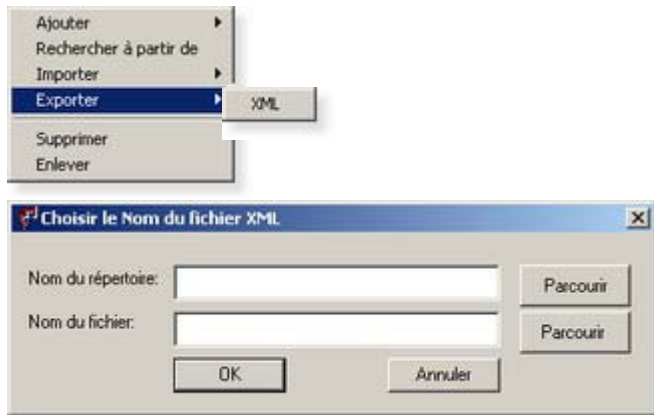 Ajouter
Rechercher à partir de
Importer
Exporter
XML
Supprimer
Enlever
Choisir le Nom du fichier XML
Nom du répertoire:
Parcourir
Nom du fichier:
Parcourir
OK
Annuler